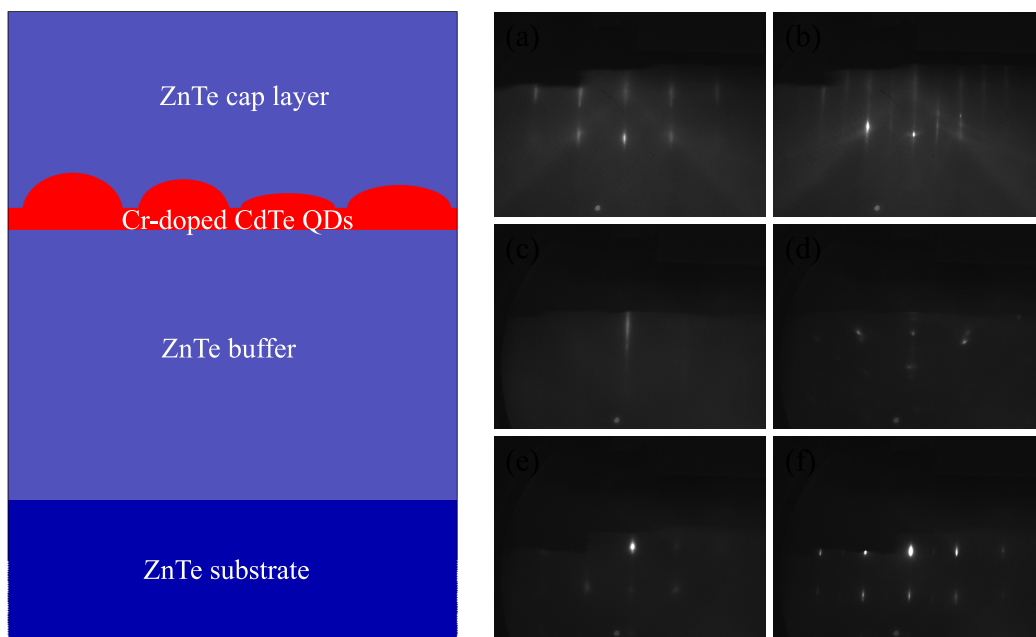 ZnTe cap layer
Cr-doped CdTe QDs
ZnTe buffer
ZnTe substrate
(a)
(b)
(c)
(d)
(e)
(f)